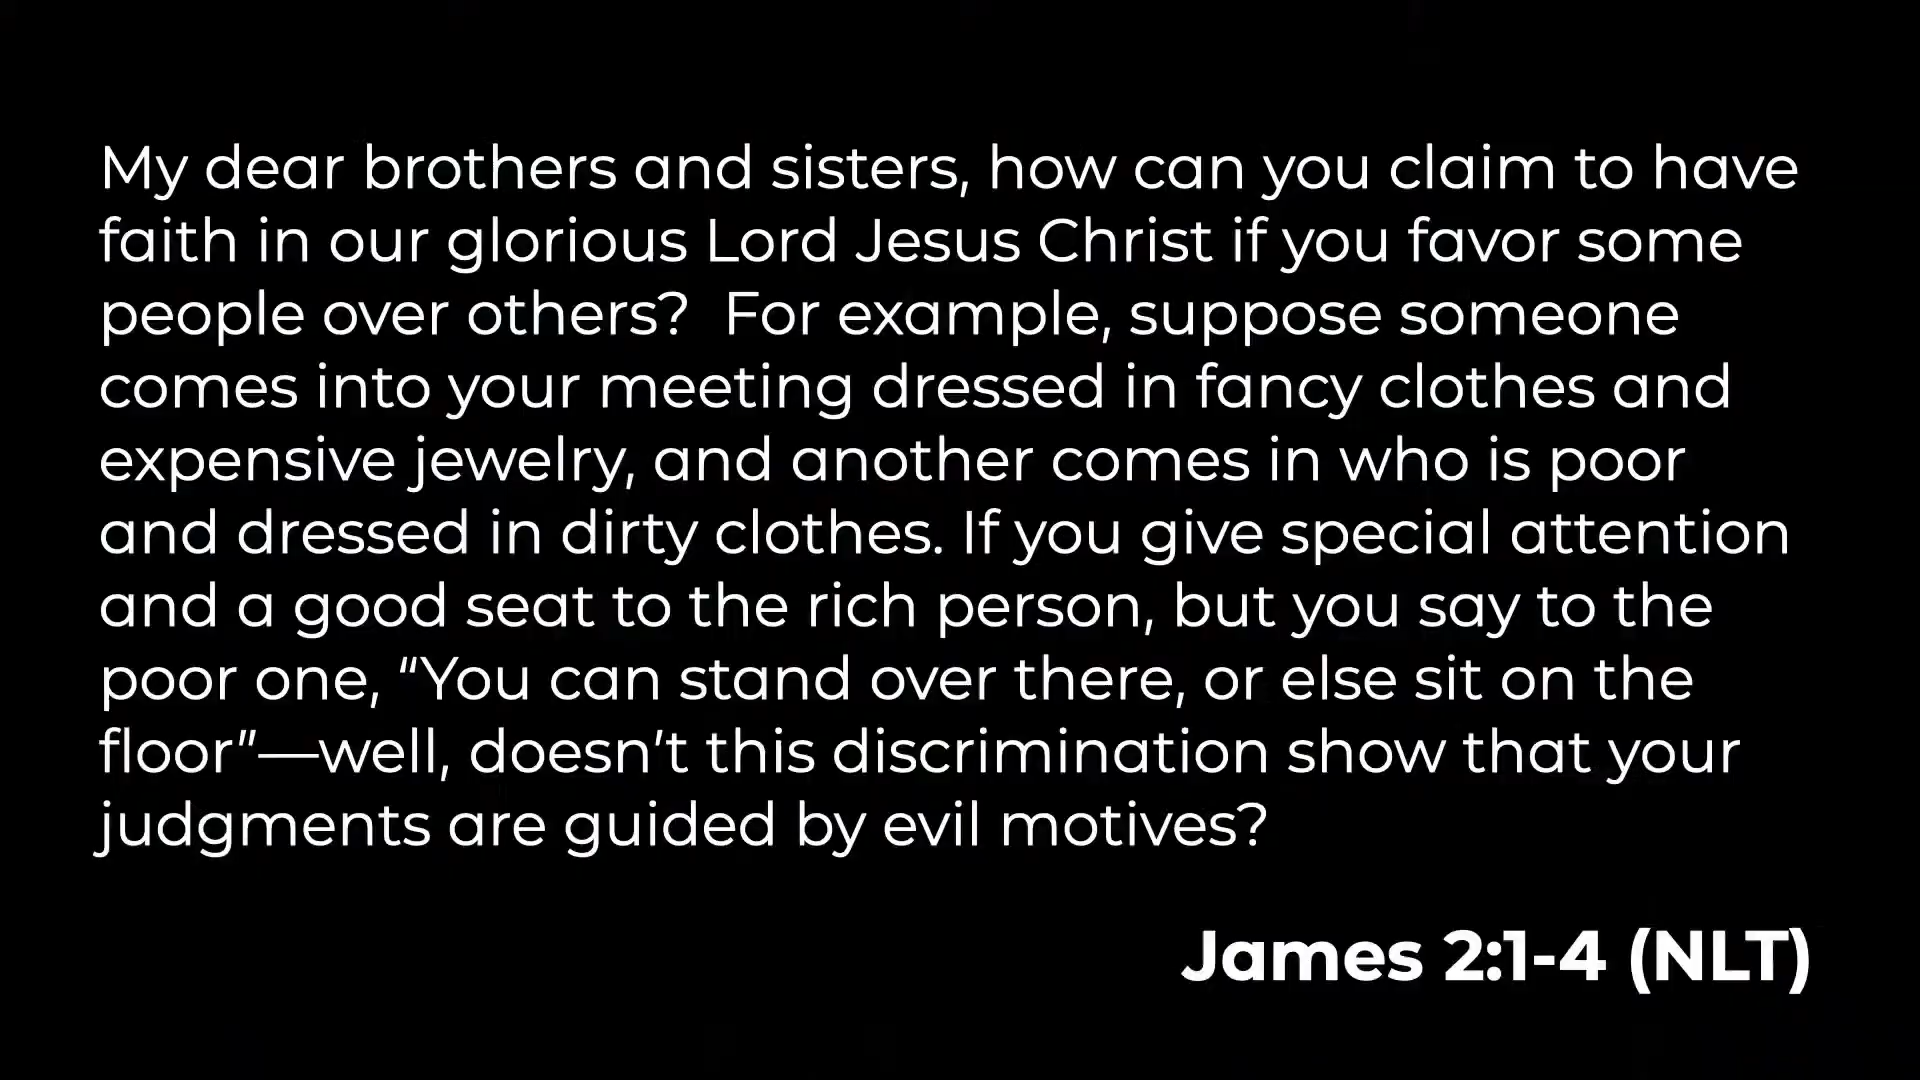 My dear brothers and sisters, how can you claim to have
faith in our glorious Lord Jesus Christ if you favor some
people over others?  For example, suppose someone
comes into your meeting dressed in fancy clothes and
expensive jewelry, and another comes in who is poor
and dressed in dirty clothes. If you give special attention
and a good seat to the rich person, but you say to the
poor one, “You can stand over there, or else sit on the
floor”—well, doesn’t this discrimination show that your
judgments are guided by evil motives?
James 2:1-4 (NLT)